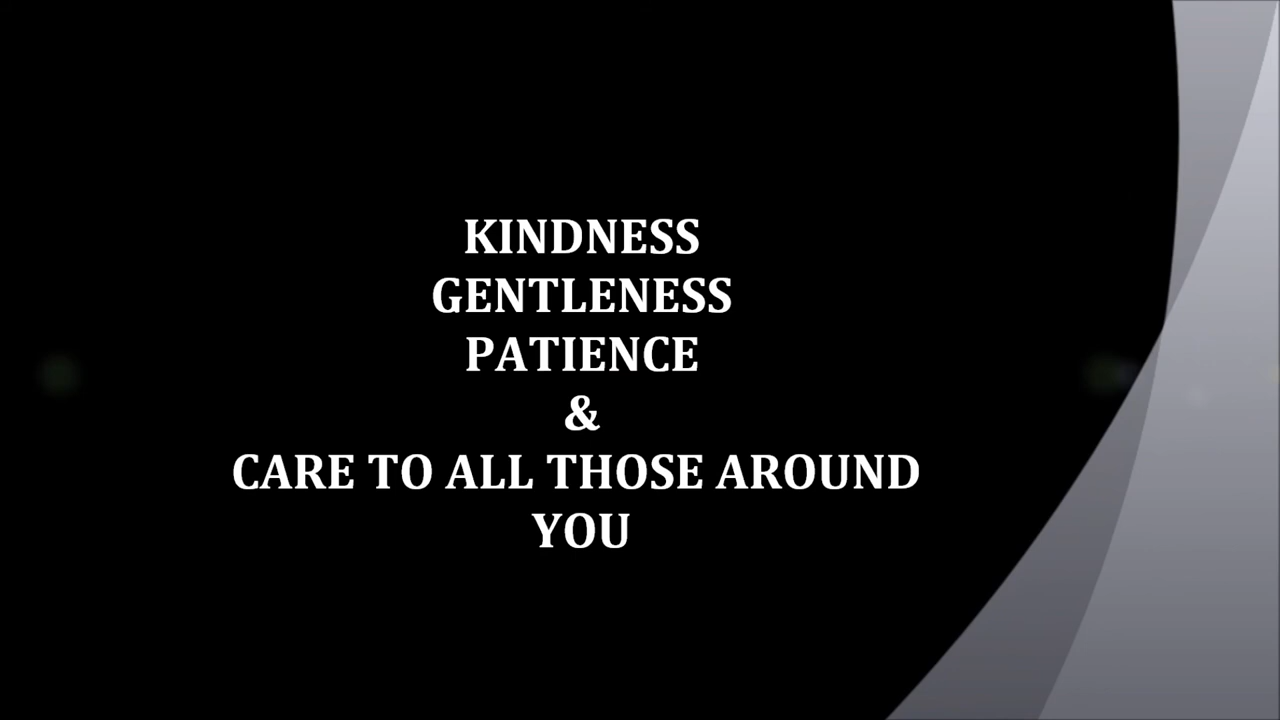 KINDNESS
GENTLENESS
PATIENCE
&
CARE TO ALL THOSE AROUND
YOU